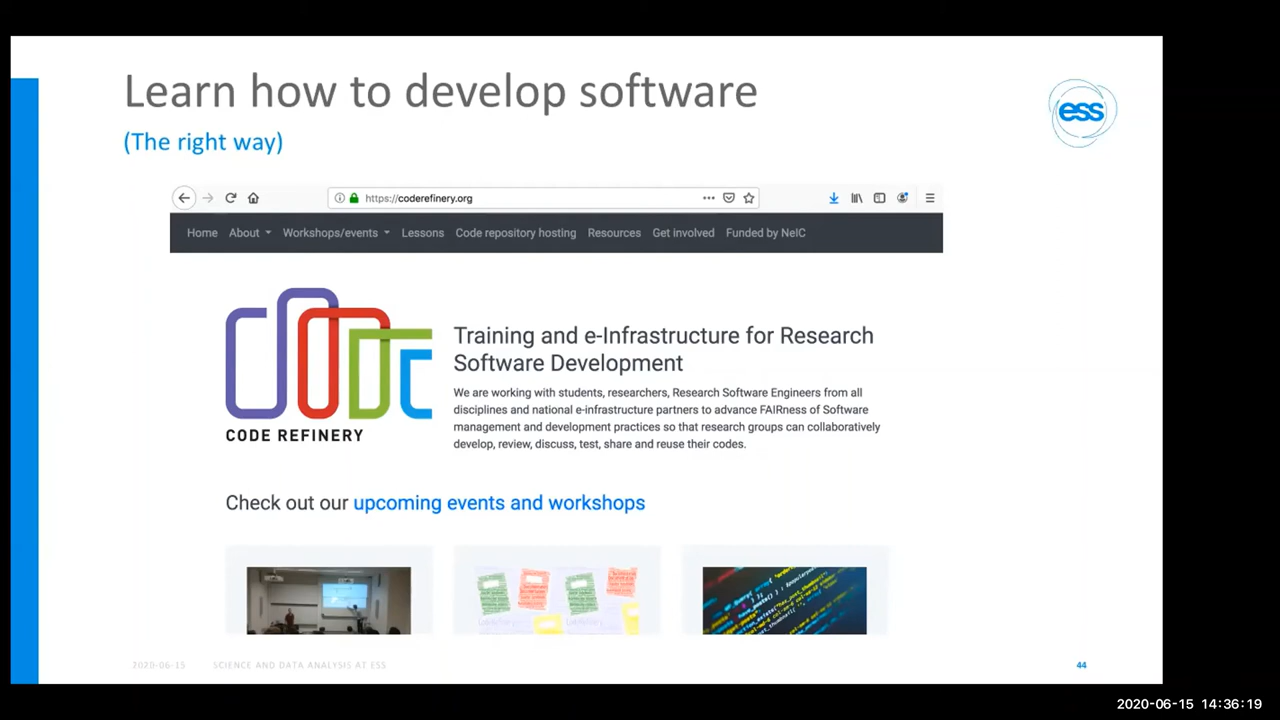 Learn how to develop software
(The right way)
ess
https://coderefinery.org
Home About Workshops/events Lessons Code repository hosting Resources Get involved Funded by NeIC
Training and e-Infrastructure for Research
Software Development
We are working with students, researchers, Research Software Engineers from all
disciplines and national e-infrastructure partners to advance FAIRness of Software
management and development practices so that research groups can collaboratively
develop, review, discuss, test, share and reuse their codes.
CODE REFINERY
Check out our upcoming events and workshops
2020-06-15 SCIENCE AND DATA ANALYSIS AT ESS 44
2020-06-15 14:36:19